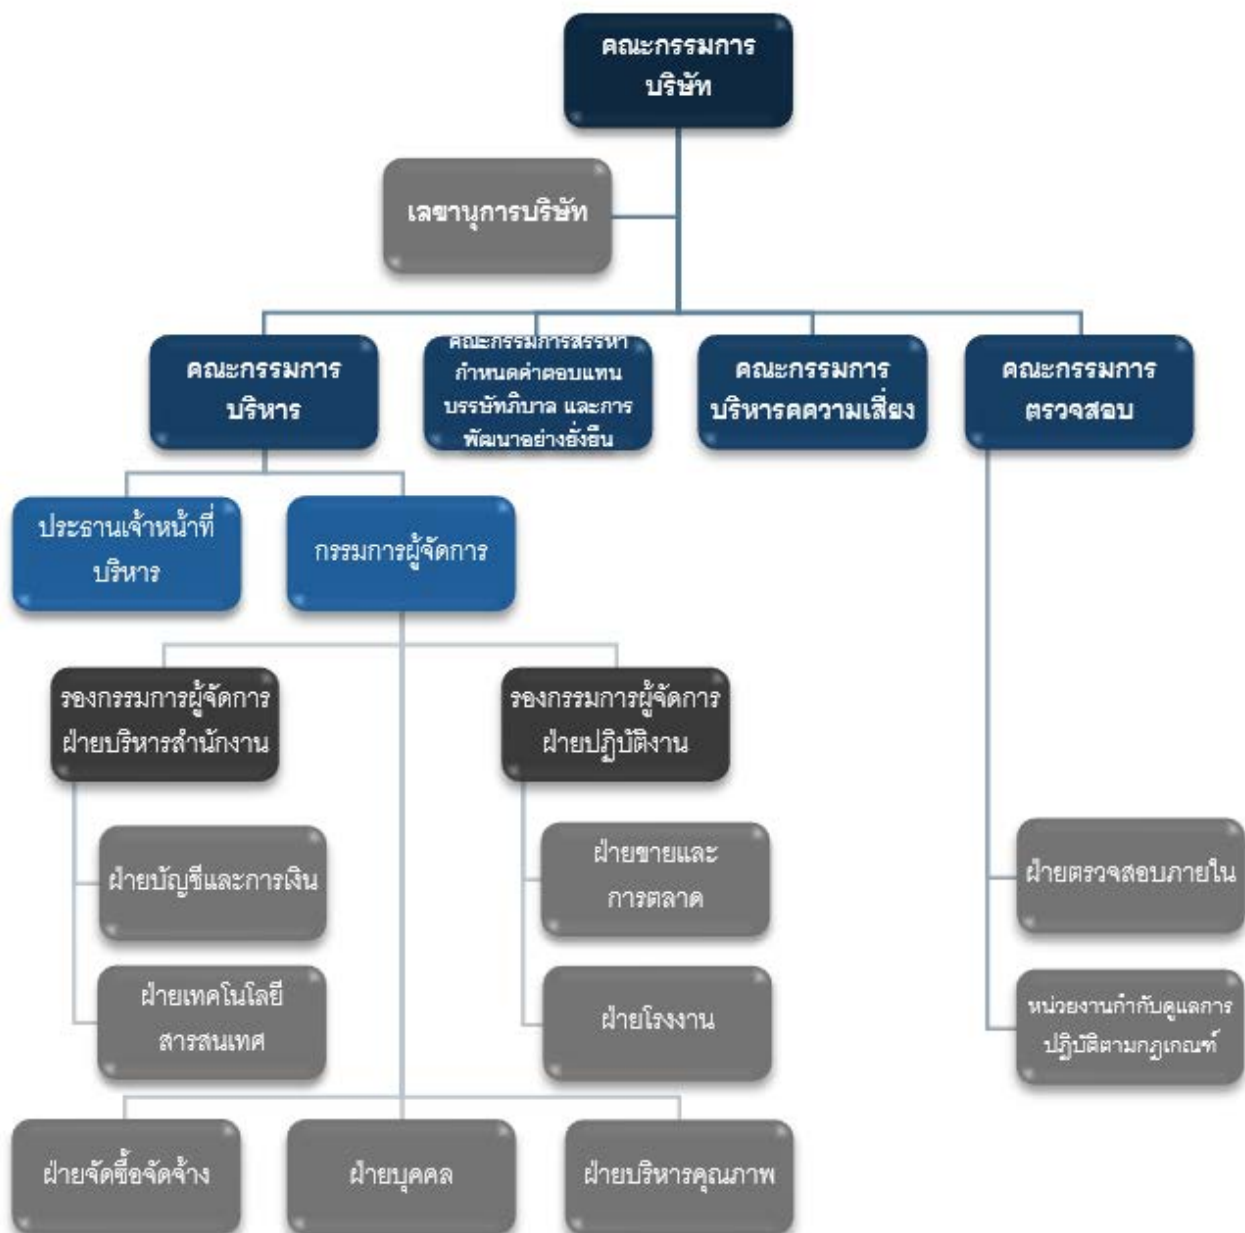 คณะกรรมการ
บริษัท
เลขานุการบริษัท
คณะกรรมการ
บริหาร
คณะกรรมการสรรหา
กำหนดค่าตอบแทน
บรรษัทภิบาล และการ
พัฒนาอย่างยั่งยืน
คณะกรรมการ
บริหารคความเสี่ยง
คณะกรรมการ
ตรวจสอบ
ประธานเจ้าหน้าที่
บริหาร
กรรมการผู้จัดการ
รองกรรมการผู้จัดการ
ฝ่ายบริหารสำนักงาน
รองกรรมการผู้จัดการ
ฝ่ายปฏิบัติงาน
ฝ่ายบัญชีและการเงิน
ฝ่ายขายและ
การตลาด
ฝ่ายตรวจสอบภายใน
ฝ่ายเทคโนโลยี
สารสนเทศ
ฝ่ายโรงงาน
หน่วยงานกำกับดูแลการ
ปฏิบัติตามกฎเกณฑ์
ฝ่ายจัดซื้อจัดจ้าง
ฝ่ายบุคคล
ฝ่ายบริหารคุณภาพ